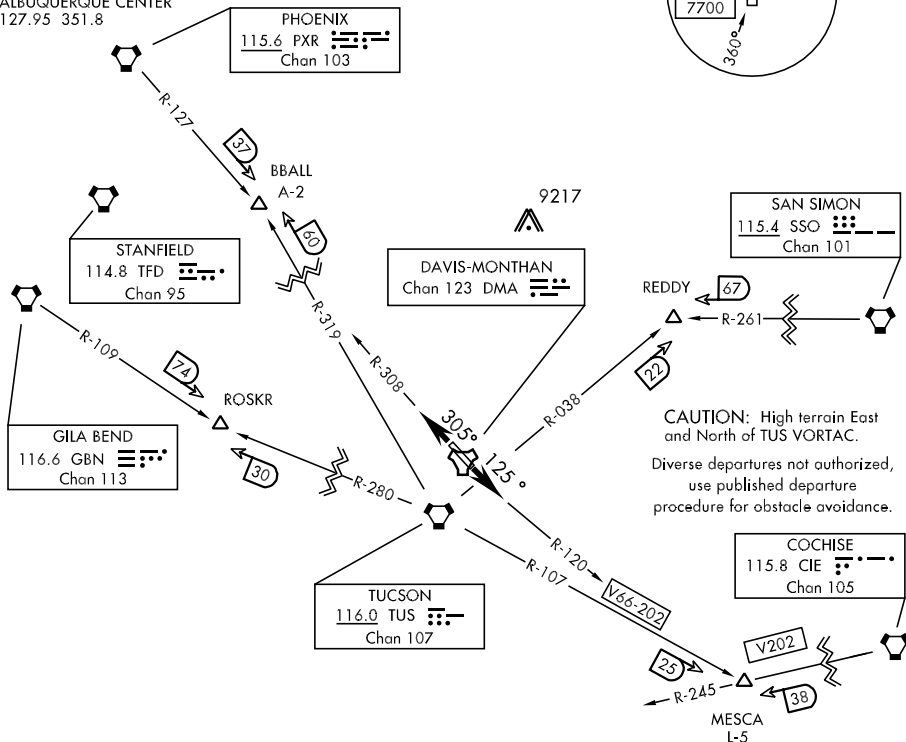 ALBUQUERQUE CENTER
127.95 351.8
PHOENIX
115.6 PXR
Chan 103
7700
360°
R-127
37
BBALL
A-2
60
9217
STANFIELD
114.8 TFD
Chan 95
DAVIS-MONTHAN
Chan 123 DMA
SAN SIMON
115.4 SSO
Chan 101
REDDY
67
R-261
22
R-319
R-109
R-308
R-038
74
ROSKR
305°
125°
GILA BEND
116.6 GBN
Chan 113
30
R-280
CAUTION: High terrain East
and North of TUS VORTAC.
Diverse departures not authorized,
use published departure
procedure for obstacle avoidance.
COCHISE
115.8 CIE
Chan 105
TUCSON
116.0 TUS
Chan 107
R-120
R-107
V66-202
V202
25
R-245
38
MESCA
L-5